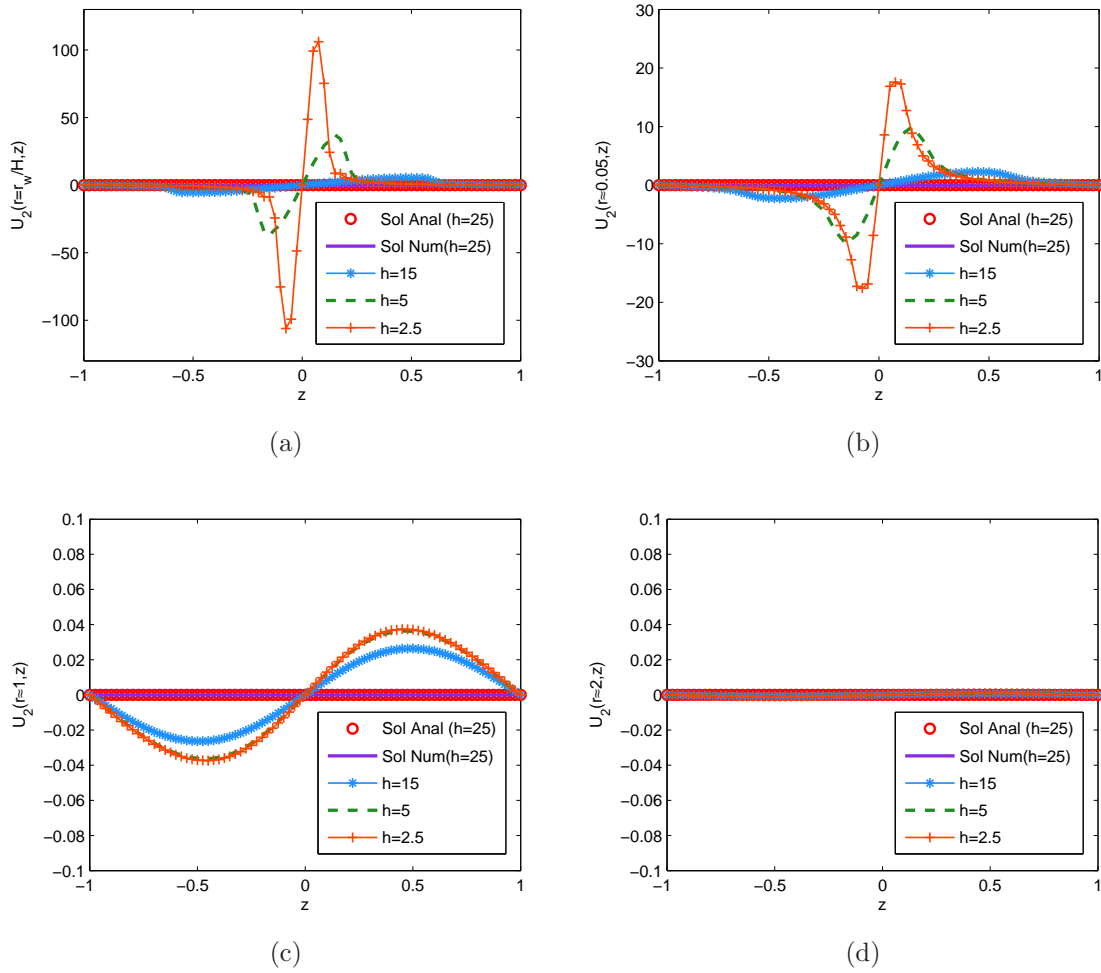 100
50
0
−50
−100
U2(r=rw/H,z)
−1 −0.5 0 0.5 1
z
Sol Anal (h=25)
Sol Num(h=25)
h=15
h=5
h=2.5
(a)
30
20
10
0
−10
−20
−30
U2(r≈0.05,z)
−1 −0.5 0 0.5 1
z
Sol Anal (h=25)
Sol Num(h=25)
h=15
h=5
h=2.5
(b)
0.1
0.08
0.06
0.04
0.02
0
−0.02
−0.04
−0.06
−0.08
−0.1
U2(r≈1,z)
−1 −0.5 0 0.5 1
z
Sol Anal (h=25)
Sol Num(h=25)
h=15
h=5
h=2.5
(c)
0.1
0.08
0.06
0.04
0.02
0
−0.02
−0.04
−0.06
−0.08
−0.1
U2(r≈2,z)
−1 −0.5 0 0.5 1
z
Sol Anal (h=25)
Sol Num(h=25)
h=15
h=5
h=2.5
(d)